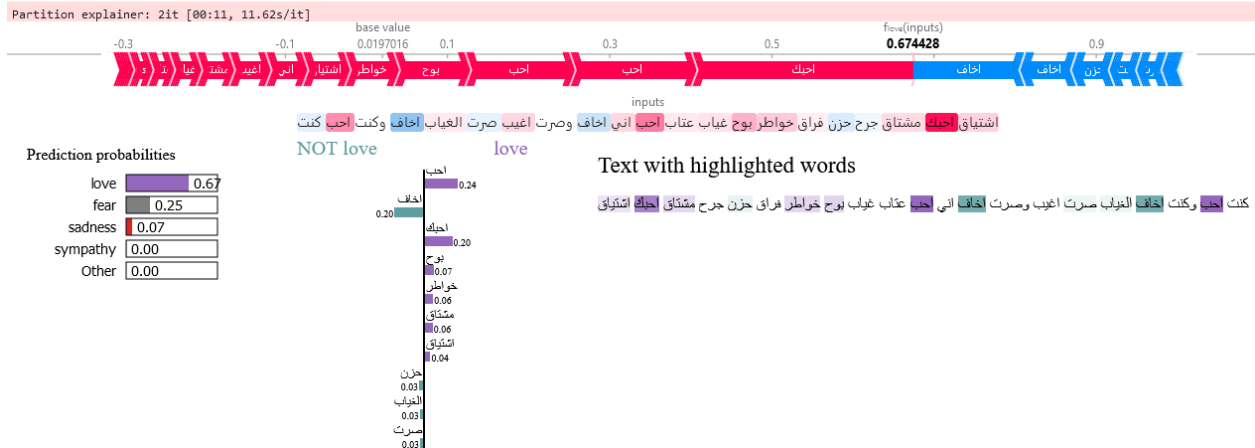 Partition explainer: 2it [00:11, 11.62s/it]
base value
f love(inputs)
-0.3 -0.1 0.0197016 0.1 0.3 0.5 0.674428 0.9
اني خواطر بوح احب احب احبك اخاف اخاف حزن
inputs
كنت احب وكنت اخاف الغياب صرت اغيب وصرت اخاف اني احب عتاب غياب بوح خواطر فراق حزن جرح مشتاق احبك اشتياق
Prediction probabilities
love 0.67
fear 0.25
sadness 0.07
sympathy 0.00
Other 0.00
NOT love
love
احب
0.24
اخاف
0.20
احبك
0.20
بوح
0.07
خواطر
0.06
مشتاق
0.06
اشتياق
0.04
حزن
0.03
الغياب
0.03
صرت
0.03
Text with highlighted words
كنت احب وكنت اخاف الغياب صرت اغيب وصرت اخاف اني احب عتاب غياب بوح خواطر فراق حزن جرح مشتاق احبك اشتياق